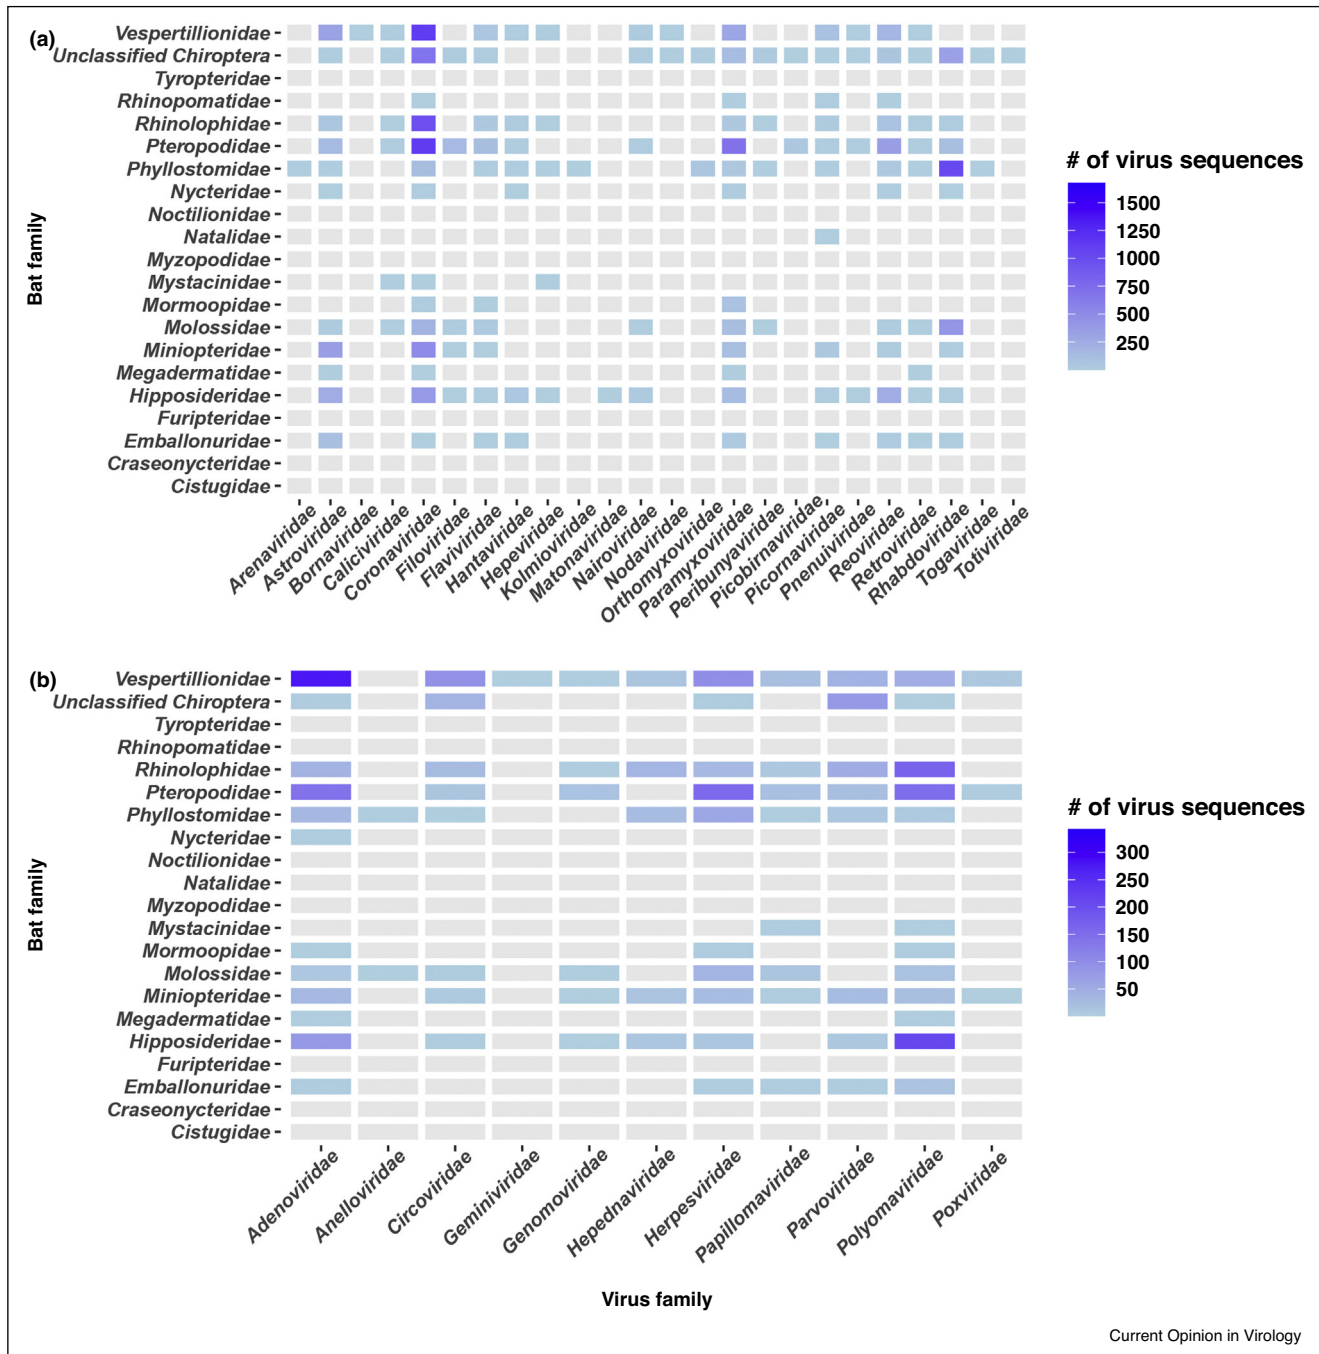 (a)
Vespertillionidae
Unclassified Chiroptera
Tyropteridae
Rhinopomatidae
Rhinolophidae
Pteropodidae
Phyllostomidae
Nycteridae
Noctilionidae
Natalidae
Myzopodidae
Mystacinidae
Mormoopidae
Molossidae
Miniopteridae
Megadermatidae
Hipposideridae
Furipteridae
Emballonuridae
Craseonycteridae
Cistugidae
Bat family
Arenaviridae
Astroviridae
Bornaviridae
Caliciviridae
Coronaviridae
Filoviridae
Flaviviridae
Hantaviridae
Hepeviridae
Kolmioviridae
Matonaviridae
Nairoviridae
Nodaviridae
Orthomyxoviridae
Paramyxoviridae
Peribunyaviridae
Picobirnaviridae
Picornaviridae
Pnenuiviridae
Reoviridae
Retroviridae
Rhabdoviridae
Togaviridae
Totiviridae
# of virus sequences
1500
1250
1000
750
500
250
(b)
Vespertillionidae
Unclassified Chiroptera
Tyropteridae
Rhinopomatidae
Rhinolophidae
Pteropodidae
Phyllostomidae
Nycteridae
Noctilionidae
Natalidae
Myzopodidae
Mystacinidae
Mormoopidae
Molossidae
Miniopteridae
Megadermatidae
Hipposideridae
Furipteridae
Emballonuridae
Craseonycteridae
Cistugidae
Bat family
Adenoviridae
Anelloviridae
Circoviridae
Geminiviridae
Genomoviridae
Hepednaviridae
Herpesviridae
Papillomaviridae
Parvoviridae
Polyomaviridae
Poxviridae
Virus family
# of virus sequences
300
250
200
150
100
50
Current Opinion in Virology